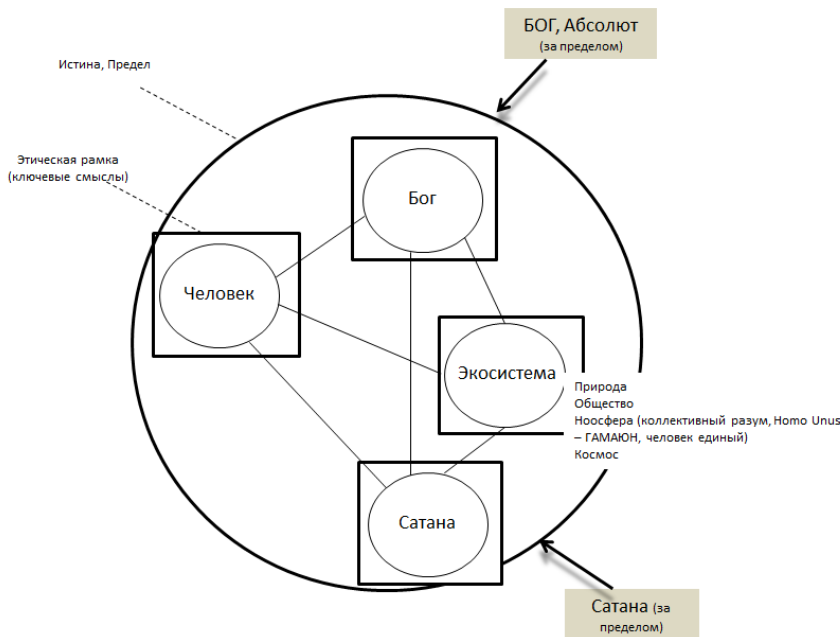 БОГ, Абсолют
(за пределом)
Истина, Предел
Этическая рамка
(ключевые смыслы)
Бог
Человек
Экосистема
Природа
Общество
Ноосфера (коллективный разум, Homo Unus
– ГАМАЮН, человек единый)
Космос
Сатана
Сатана (за
пределом)